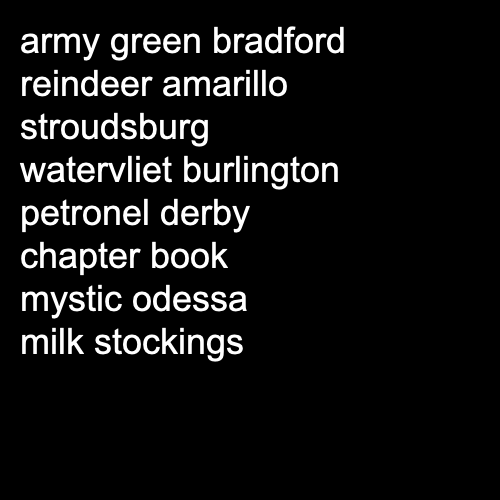 army green bradford
reindeer amarillo
stroudsburg
watervliet burlington
petronel derby
chapter book
mystic odessa
milk stockings